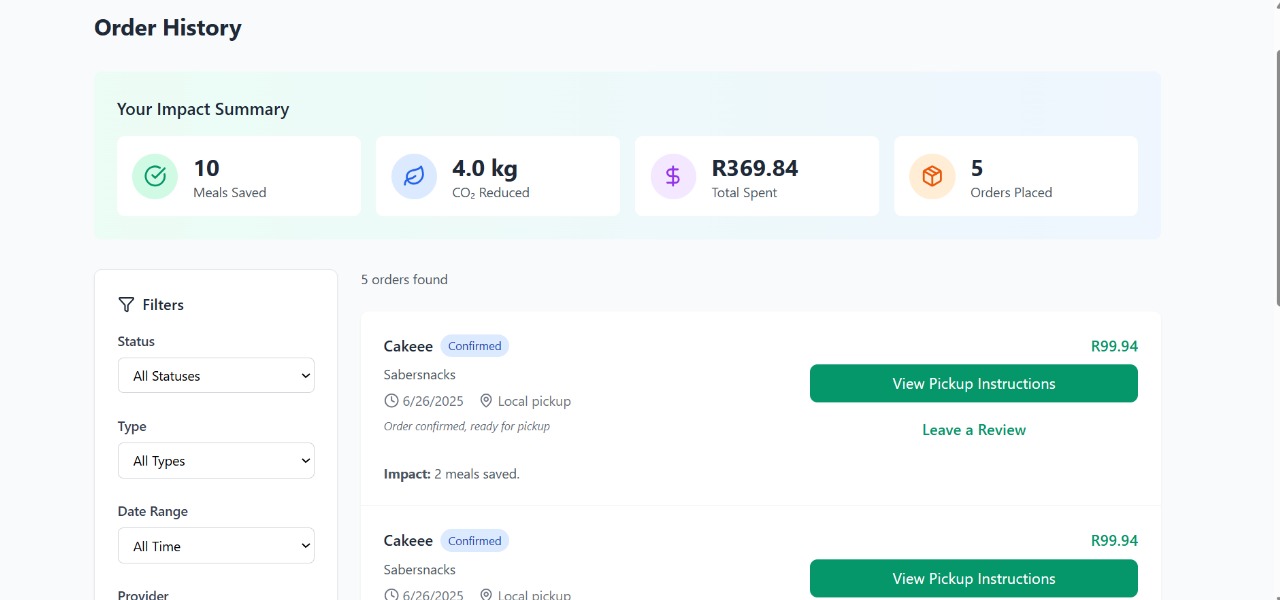 Order History
Your Impact Summary
10
Meals Saved
4.0 kg
CO₂ Reduced
R369.84
Total Spent
5
Orders Placed
Filters
Status
All Statuses
Type
All Types
Date Range
All Time
Provider
5 orders found
Cakeee Confirmed R99.94
Sabersnacks
6/26/2025 Local pickup
Order confirmed, ready for pickup
View Pickup Instructions
Leave a Review
Impact: 2 meals saved.
Cakeee Confirmed R99.94
Sabersnacks
6/26/2025 Local pickup
View Pickup Instructions